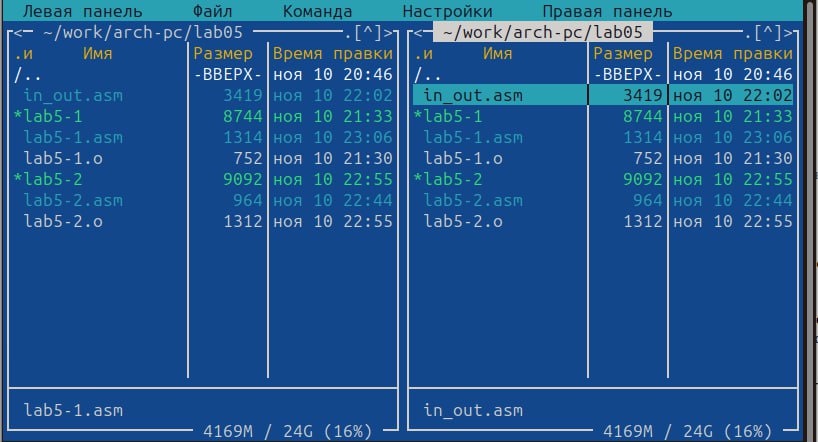 Левая панель Файл Команда Настройки Правая панель
<─ ~/work/arch-pc/lab05 ─.[^]> <─ ~/work/arch-pc/lab05 ─.[^]>
.и Имя Размер Время правки .и Имя Размер Время правки
/.. -ВВЕРХ- ноя 10 20:46 /.. -ВВЕРХ- ноя 10 20:46
in_out.asm 3419 ноя 10 22:02 in_out.asm 3419 ноя 10 22:02
*lab5-1 8744 ноя 10 21:33 *lab5-1 8744 ноя 10 21:33
lab5-1.asm 1314 ноя 10 23:06 lab5-1.asm 1314 ноя 10 23:06
lab5-1.o 752 ноя 10 21:30 lab5-1.o 752 ноя 10 21:30
*lab5-2 9092 ноя 10 22:55 *lab5-2 9092 ноя 10 22:55
lab5-2.asm 964 ноя 10 22:44 lab5-2.asm 964 ноя 10 22:44
lab5-2.o 1312 ноя 10 22:55 lab5-2.o 1312 ноя 10 22:55
lab5-1.asm in_out.asm
4169M / 24G (16%) 4169M / 24G (16%)